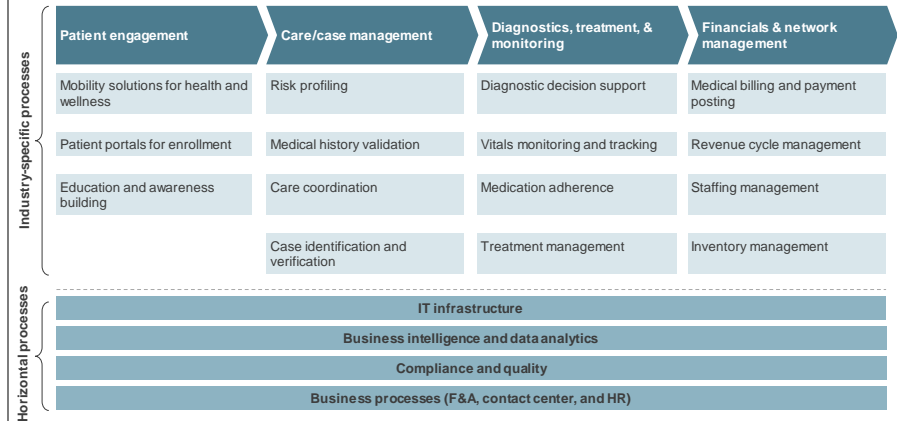 Industry-specific processes
Patient engagement
Care/case management
Diagnostics, treatment, &
monitoring
Financials & network
management
Mobility solutions for health and
wellness
Risk profiling
Diagnostic decision support
Medical billing and payment
posting
Patient portals for enrollment
Medical history validation
Vitals monitoring and tracking
Revenue cycle management
Education and awareness
building
Care coordination
Medication adherence
Staffing management
Case identification and
verification
Treatment management
Inventory management
Horizontal processes
IT infrastructure
Business intelligence and data analytics
Compliance and quality
Business processes (F&A, contact center, and HR)